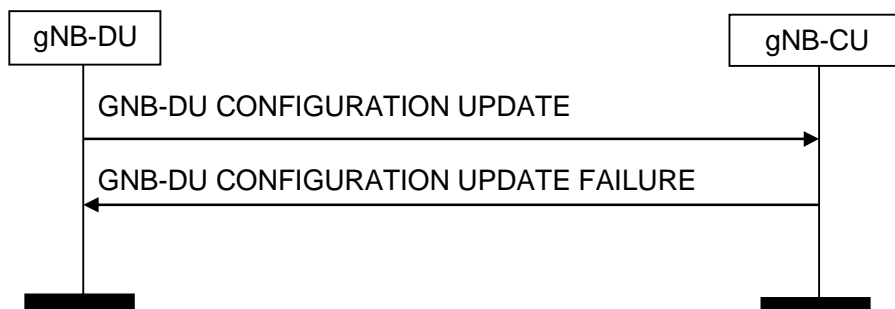 gNB-DU
gNB-CU
GNB-DU CONFIGURATION UPDATE
GNB-DU CONFIGURATION UPDATE FAILURE